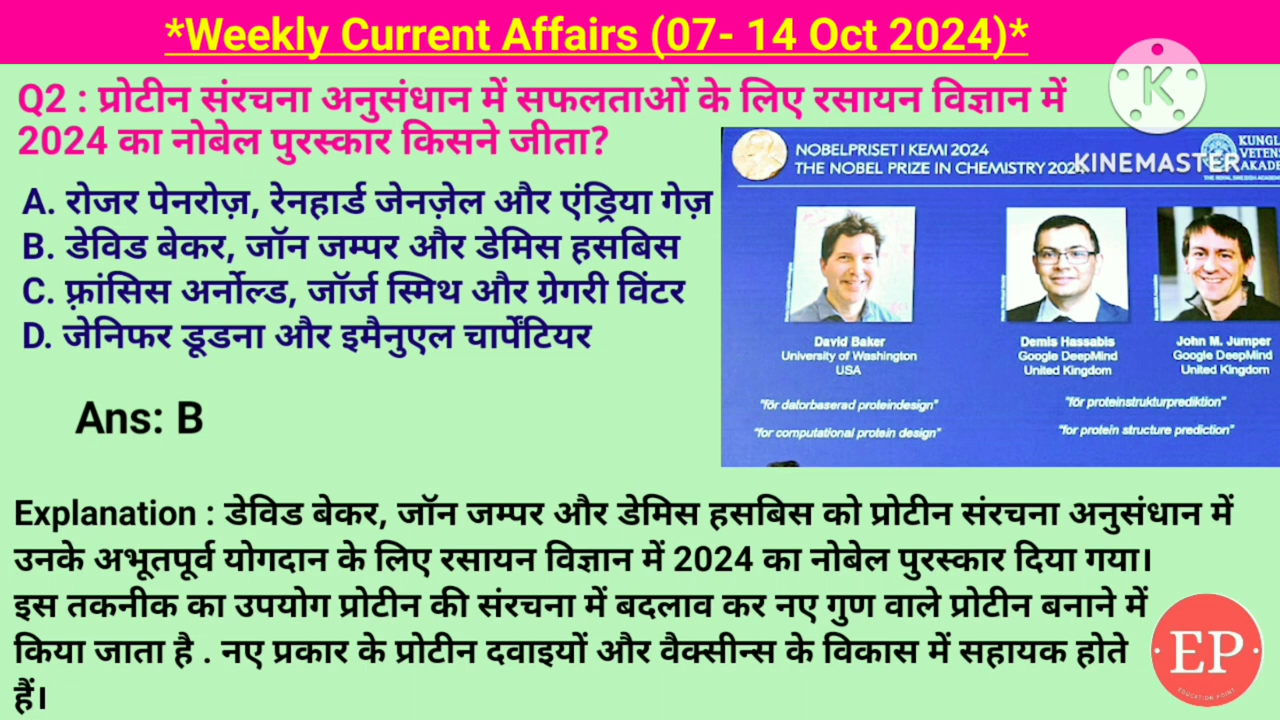 *Weekly Current Affairs (07- 14 Oct 2024)*
Q2 : प्रोटीन संरचना अनुसंधान में सफलताओं के लिए रसायन विज्ञान में
2024 का नोबेल पुरस्कार किसने जीता?
A. रोजर पेनरोज़, रेनहार्ड जेनज़ेल और एंड्रिया गेज़
B. डेविड बेकर, जॉन जम्पर और डेमिस हसबिस
C. फ़्रांसिस अर्नोल्ड, जॉर्ज स्मिथ और ग्रेगरी विंटर
D. जेनिफर डूडना और इमैनुएल चार्पेंटियर
Ans: B
K
KINEMASTER
NOBELPRISET I KEMI 2024
THE NOBEL PRIZE IN CHEMISTRY 2024
KUNGL
VETENS
AKADE
David Baker
University of Washington
USA
"för datorbaserad proteindesign"
"for computational protein design"
Demis Hassabis
Google DeepMind
United Kingdom
John M. Jumper
Google DeepMind
United Kingdom
"för proteinstrukturprediktion"
"for protein structure prediction"
Explanation : डेविड बेकर, जॉन जम्पर और डेमिस हसबिस को प्रोटीन संरचना अनुसंधान में
उनके अभूतपूर्व योगदान के लिए रसायन विज्ञान में 2024 का नोबेल पुरस्कार दिया गया।
इस तकनीक का उपयोग प्रोटीन की संरचना में बदलाव कर नए गुण वाले प्रोटीन बनाने में
किया जाता है . नए प्रकार के प्रोटीन दवाइयों और वैक्सीन्स के विकास में सहायक होते
हैं।
EP
EDUCATION POINT